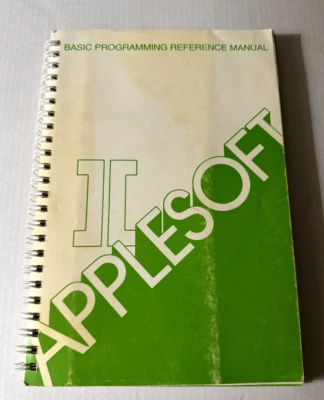 BASIC PROGRAMMING REFERENCE MANUAL
][
APPLESOFT